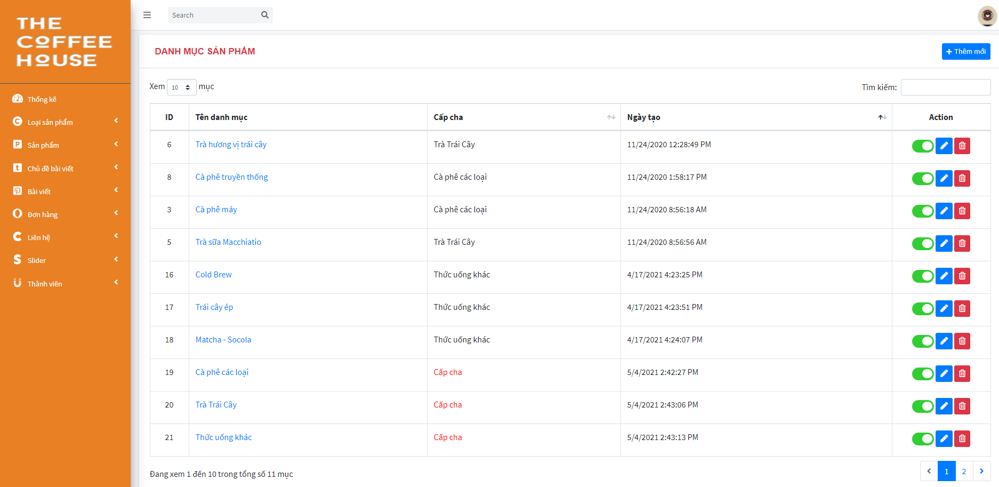 THE
COFFEE
HOUSE
Search
Thống kê
Loại sản phẩm
Sản phẩm
Chủ đề bài viết
Bài viết
Đơn hàng
Liên hệ
Slider
Thành viên
DANH MỤC SẢN PHẨM
+ Thêm mới
Xem 10 mục
Tìm kiếm:
ID Tên danh mục Cấp cha Ngày tạo Action
6 Trà hương vị trái cây Trà Trái Cây 11/24/2020 12:28:49 PM
8 Cà phê truyền thống Cà phê các loại 11/24/2020 1:58:17 PM
3 Cà phê máy Cà phê các loại 11/24/2020 8:56:18 AM
5 Trà sữa Macchiatio Trà Trái Cây 11/24/2020 8:56:56 AM
16 Cold Brew Thức uống khác 4/17/2021 4:23:25 PM
17 Trái cây ép Thức uống khác 4/17/2021 4:23:51 PM
18 Matcha - Socola Thức uống khác 4/17/2021 4:24:07 PM
19 Cà phê các loại Cấp cha 5/4/2021 2:42:27 PM
20 Trà Trái Cây Cấp cha 5/4/2021 2:43:06 PM
21 Thức uống khác Cấp cha 5/4/2021 2:43:13 PM
Đang xem 1 đến 10 trong tổng số 11 mục
1 2